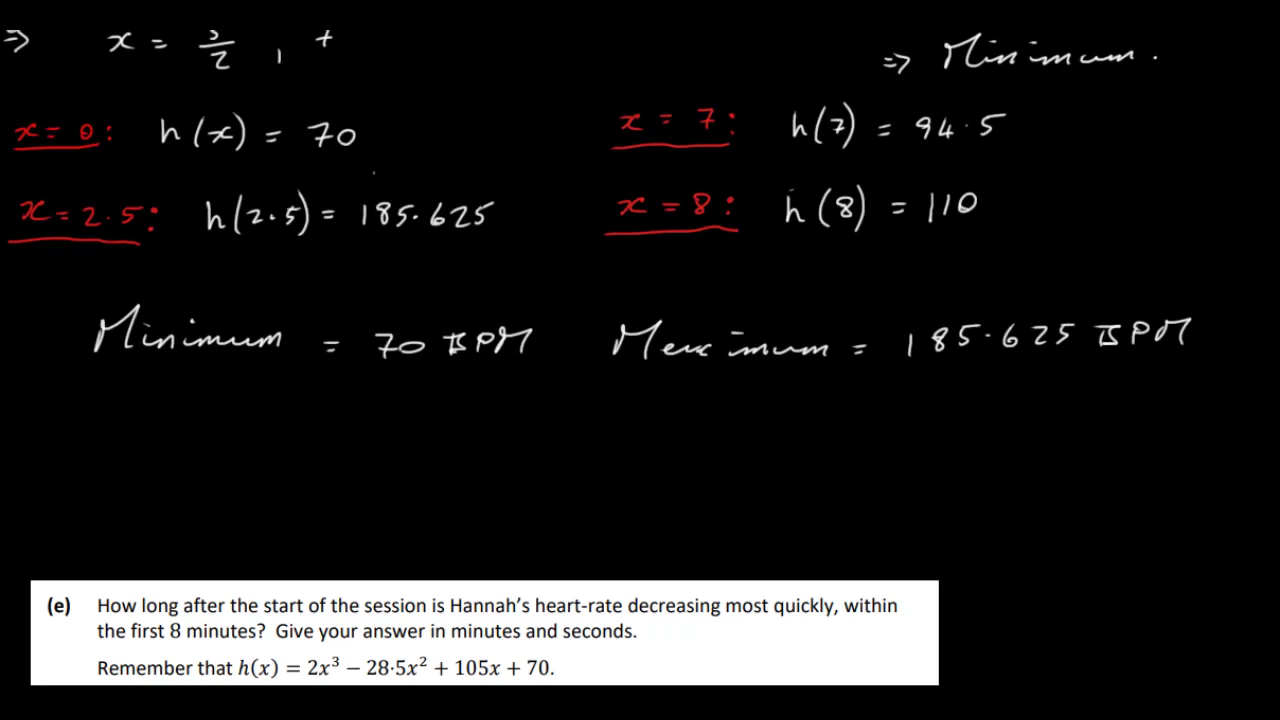 ⇒ x = 5/2 , 7
⇒ Minimum.
x = 0: h(x) = 70
x = 7: h(7) = 94.5
x = 2.5: h(2.5) = 185.625
x = 8: h(8) = 110
Minimum = 70 BPM
Maximum = 185.625 BPM
(e) How long after the start of the session is Hannah’s heart-rate decreasing most quickly, within
the first 8 minutes? Give your answer in minutes and seconds.
Remember that h(x) = 2x³ − 28·5x² + 105x + 70.